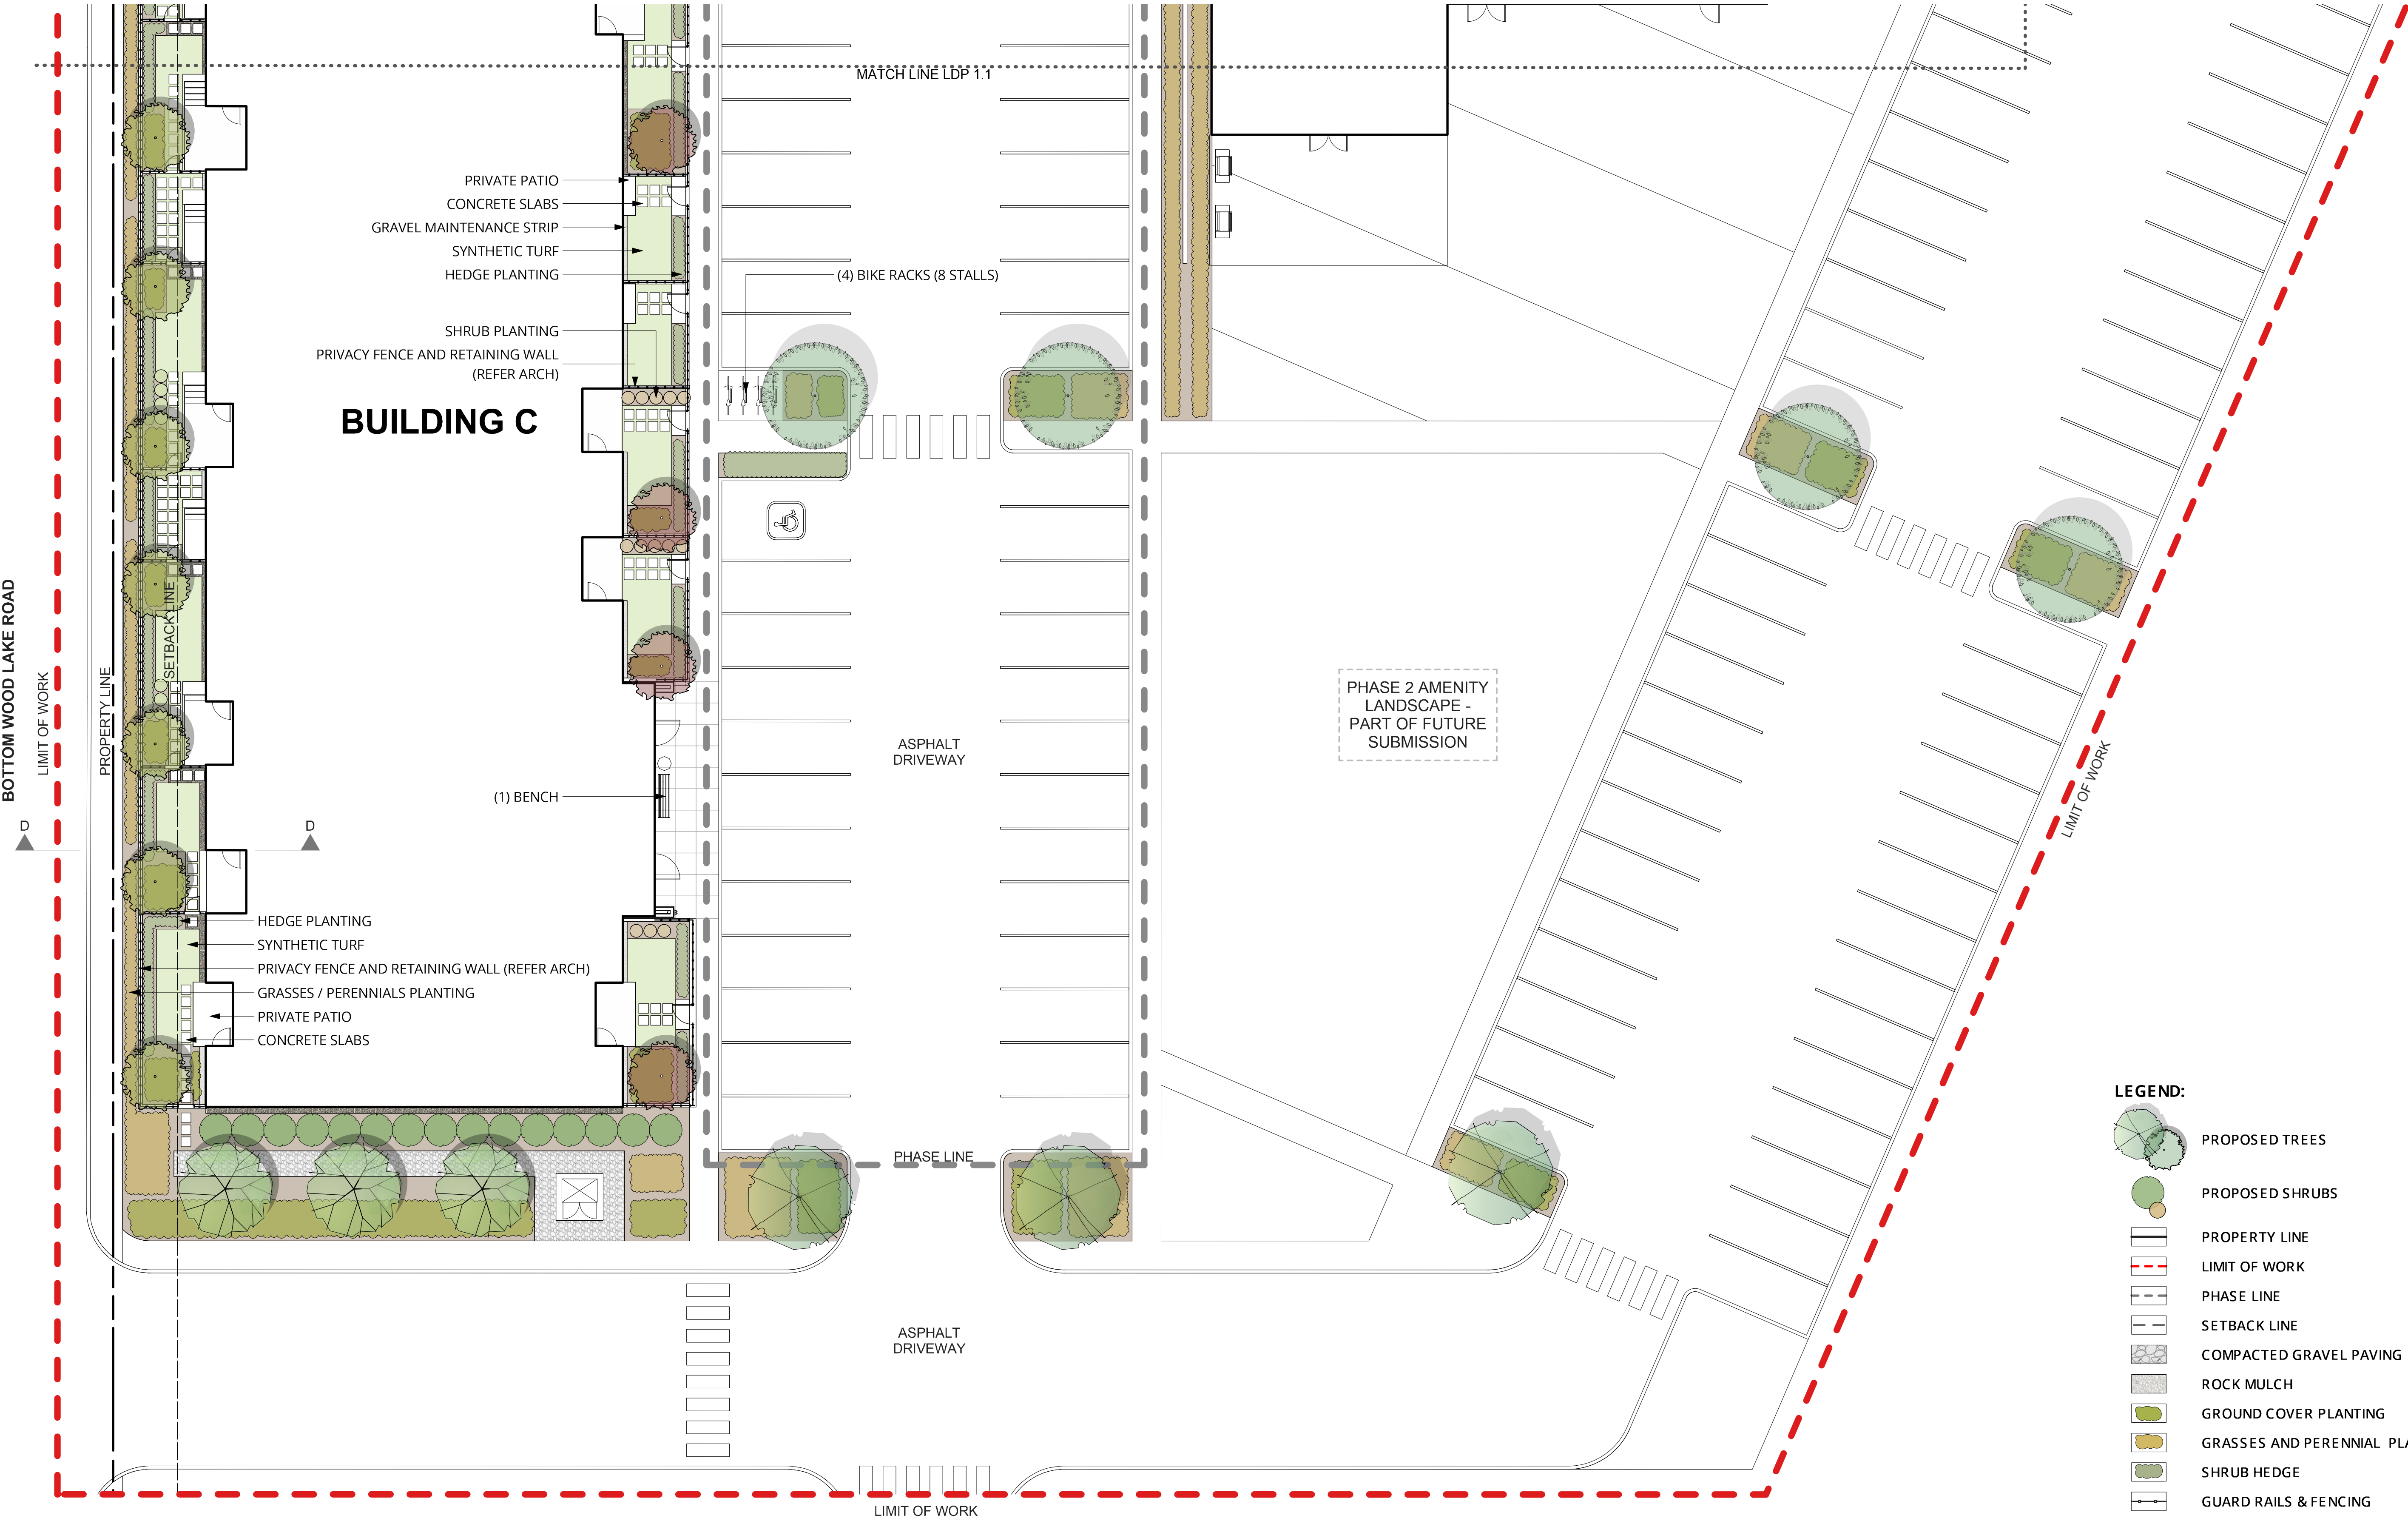 MATCH LINE LDP 1.1
PRIVATE PATIO
CONCRETE SLABS
GRAVEL MAINTENANCE STRIP
SYNTHETIC TURF
HEDGE PLANTING
(4) BIKE RACKS (8 STALLS)
SHRUB PLANTING
PRIVACY FENCE AND RETAINING WALL
(REFER ARCH)
BUILDING C
BOTTOM WOOD LAKE ROAD
LIMIT OF WORK
PROPERTY LINE
SETBACK LINE
PHASE 2 AMENITY
LANDSCAPE -
PART OF FUTURE
SUBMISSION
ASPHALT
DRIVEWAY
(1) BENCH
LIMIT OF WORK
D
D
HEDGE PLANTING
SYNTHETIC TURF
PRIVACY FENCE AND RETAINING WALL (REFER ARCH)
GRASSES / PERENNIALS PLANTING
PRIVATE PATIO
CONCRETE SLABS
PHASE LINE
ASPHALT
DRIVEWAY
LIMIT OF WORK
LEGEND:
PROPOSED TREES
PROPOSED SHRUBS
PROPERTY LINE
LIMIT OF WORK
PHASE LINE
SETBACK LINE
COMPACTED GRAVEL PAVING
ROCK MULCH
GROUND COVER PLANTING
GRASSES AND PERENNIAL
SHRUB HEDGE
GUARD RAILS & FENCING